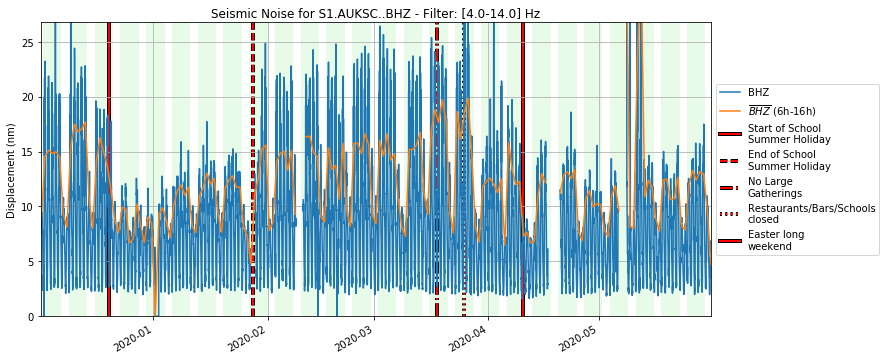 Seismic Noise for S1.AUKSC..BHZ - Filter: [4.0-14.0] Hz
Displacement (nm)
25
20
15
10
5
0
2020-01
2020-02
2020-03
2020-04
2020-05
BHZ
BHZ (6h-16h)
Start of School
Summer Holiday
End of School
Summer Holiday
No Large
Gatherings
Restaurants/Bars/Schools
closed
Easter long
weekend